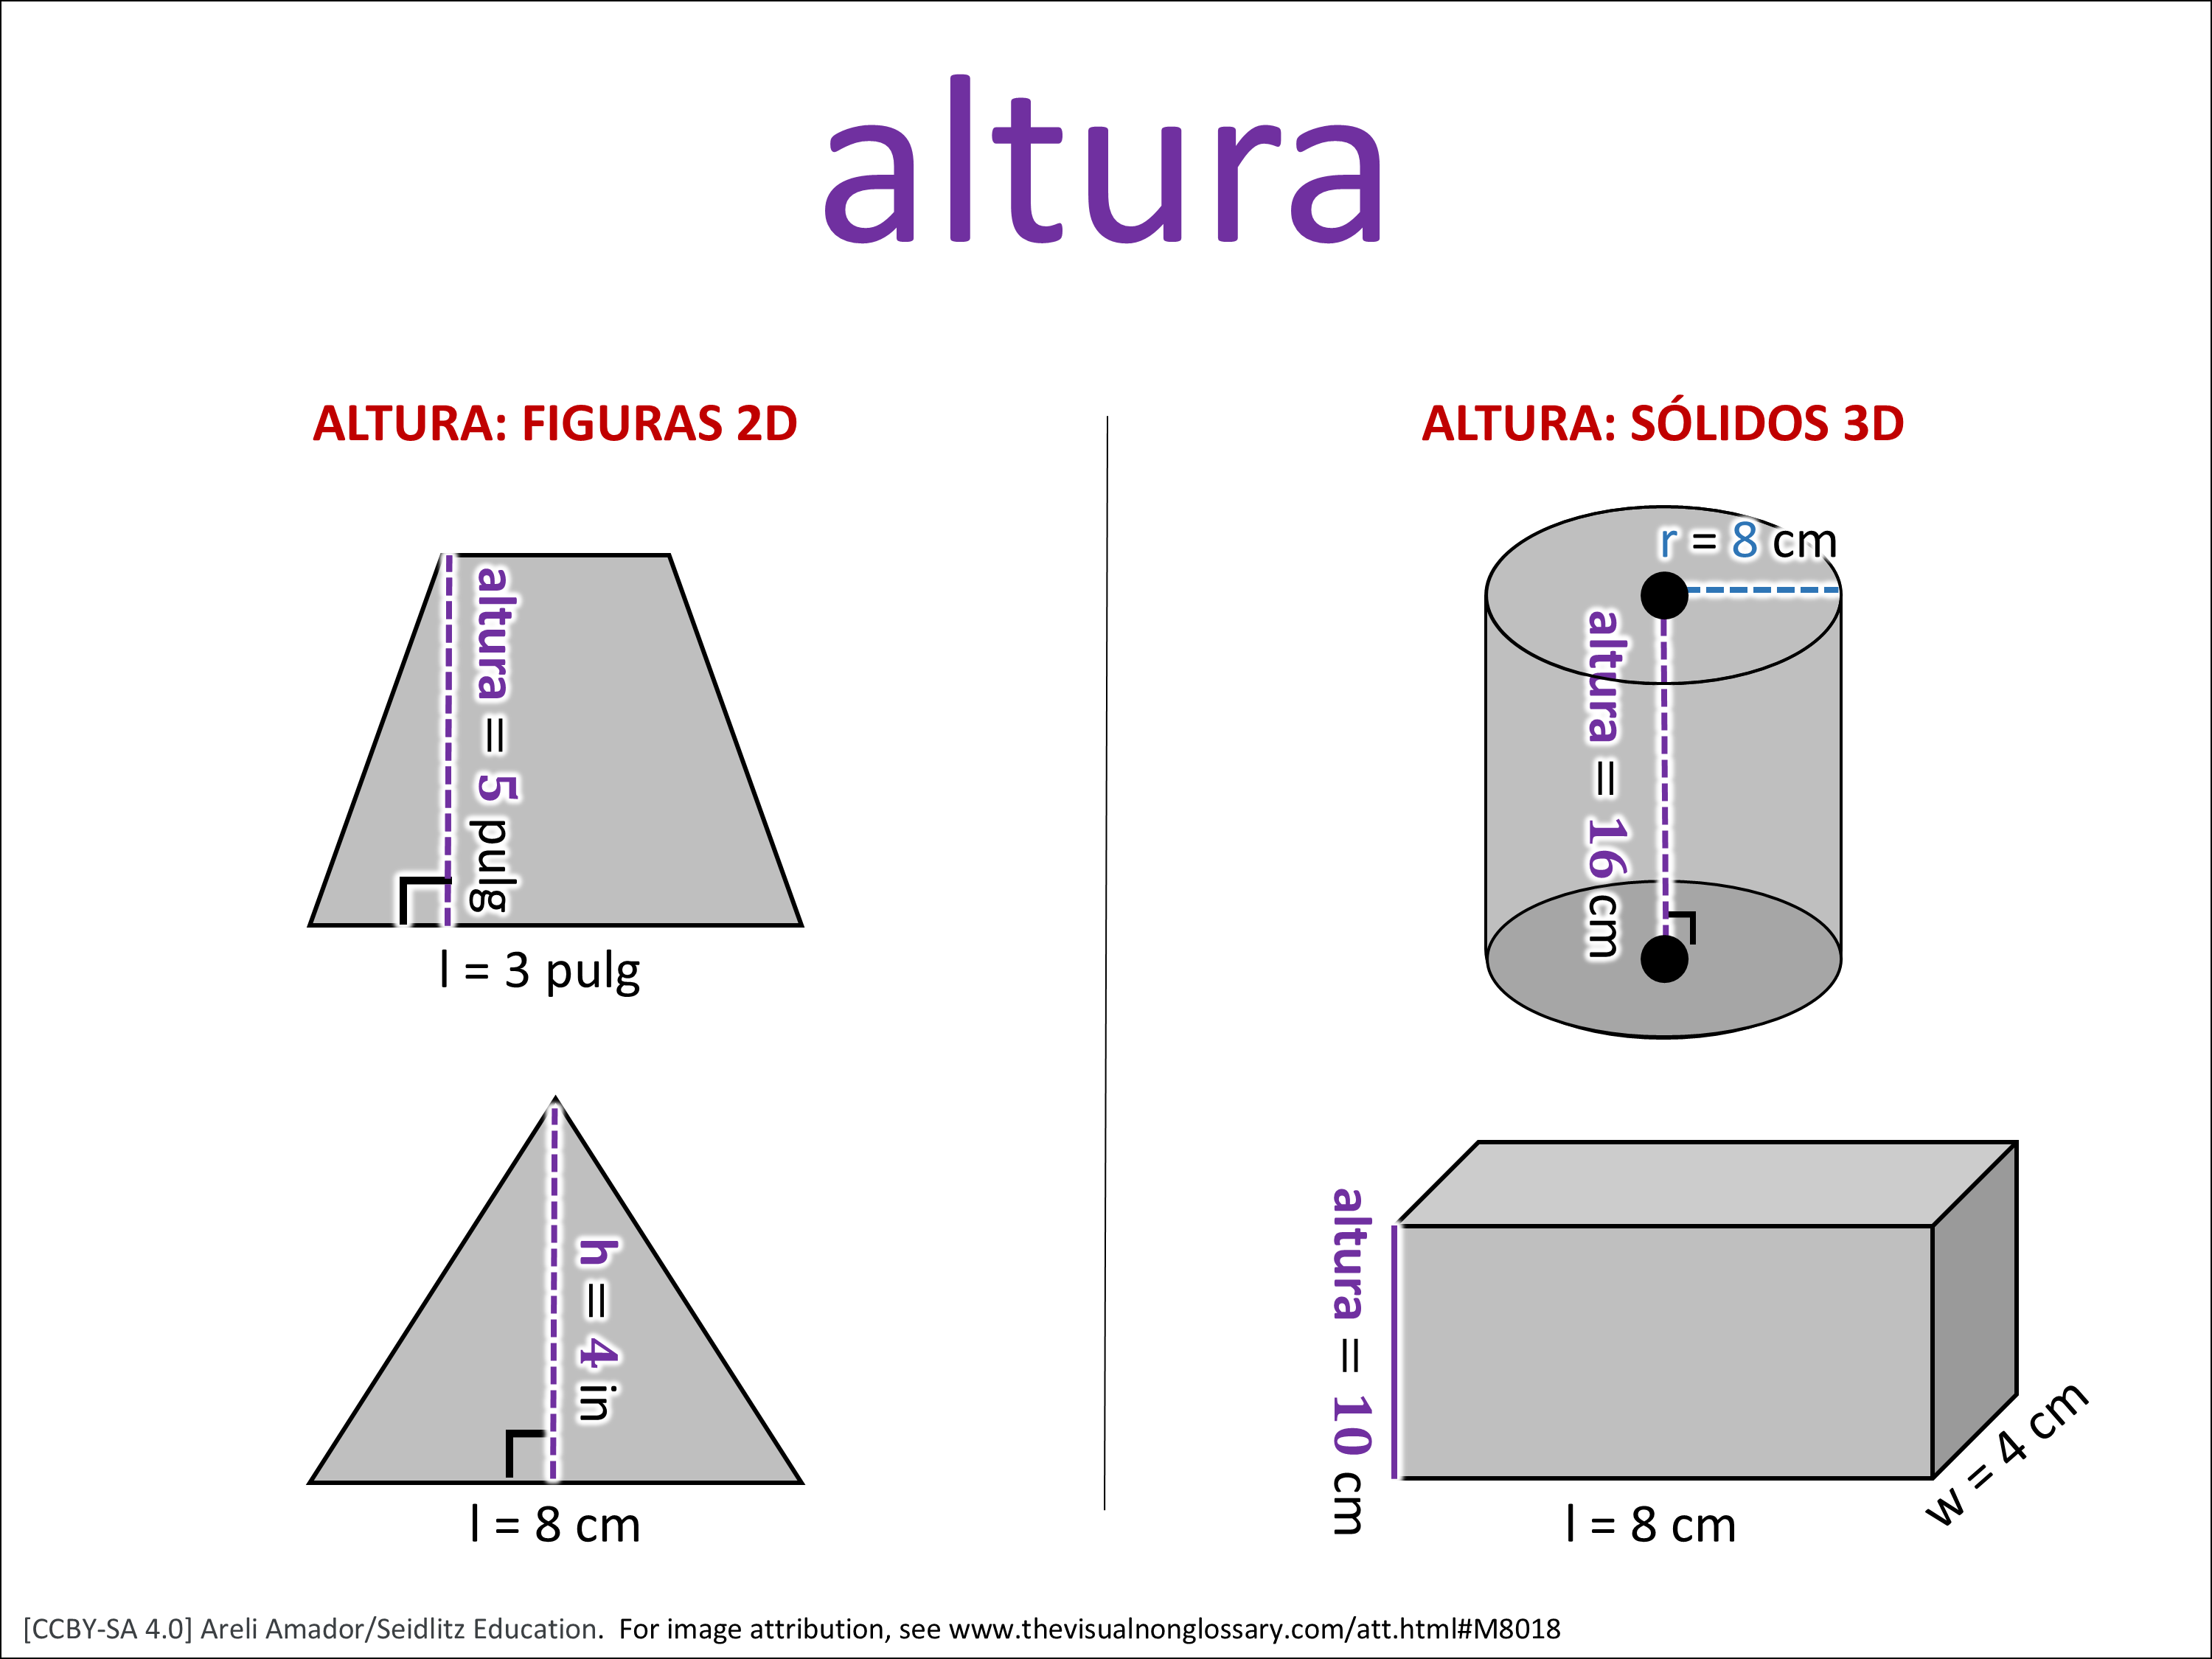 altura
ALTURA: FIGURAS 2D
altura = 5 pulg
l = 3 pulg
h = 4 in
l = 8 cm
ALTURA: SÓLIDOS 3D
r = 8 cm
altura = 16 cm
altura = 10 cm
l = 8 cm
w = 4 cm
[CCBY-SA 4.0] Areli Amador/Seidlitz Education.  For image attribution, see www.thevisualnonglossary.com/att.html#M8018